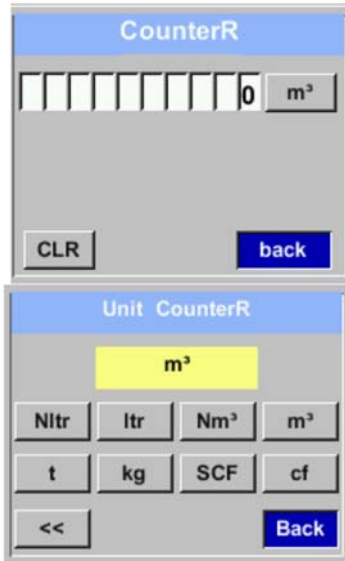 CounterR
0 m³
CLR back
Unit CounterR
m³
Nltr ltr Nm³ m³
t kg SCF cf
<< Back